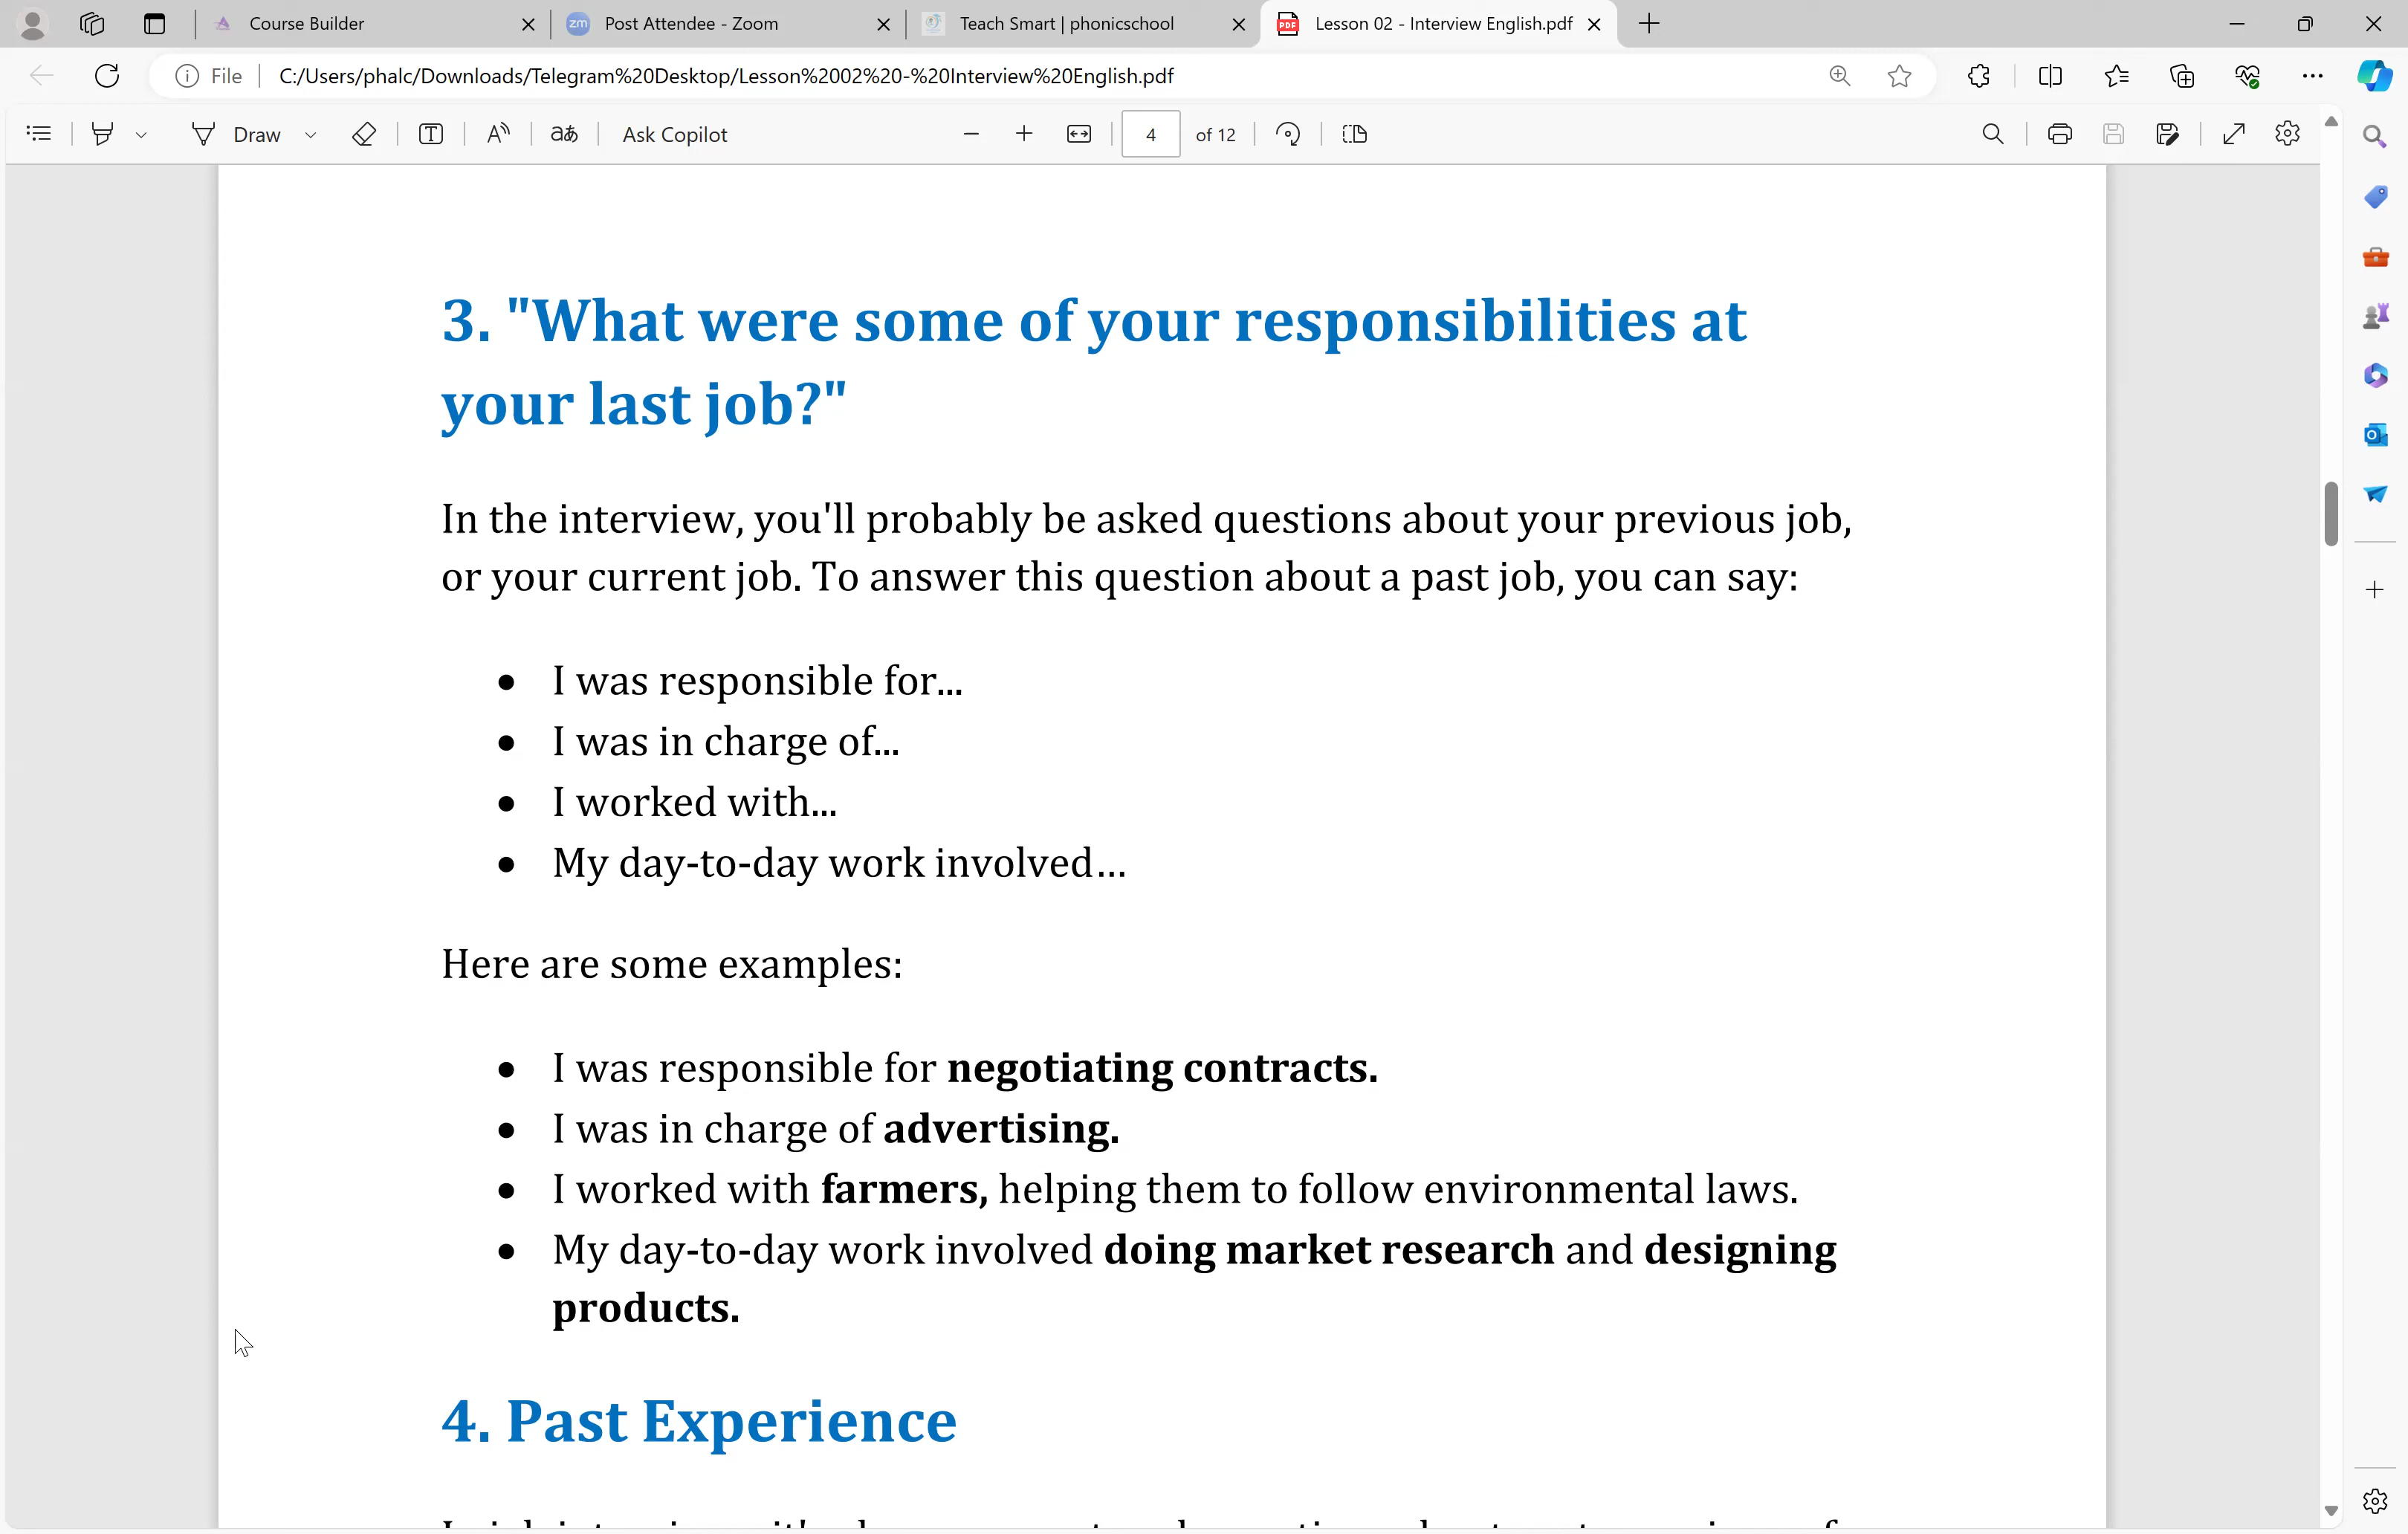 Course Builder
Post Attendee - Zoom
Teach Smart | phonicschool
Lesson 02 - Interview English.pdf
File
C:/Users/phalc/Downloads/Telegram%20Desktop/Lesson%2002%20-%20Interview%20English.pdf
Draw
Ask Copilot
4 of 12
3. "What were some of your responsibilities at
your last job?"
In the interview, you'll probably be asked questions about your previous job,
or your current job. To answer this question about a past job, you can say:
• I was responsible for...
• I was in charge of...
• I worked with...
• My day-to-day work involved...
Here are some examples:
• I was responsible for negotiating contracts.
• I was in charge of advertising.
• I worked with farmers, helping them to follow environmental laws.
• My day-to-day work involved doing market research and designing
products.
4. Past Experience